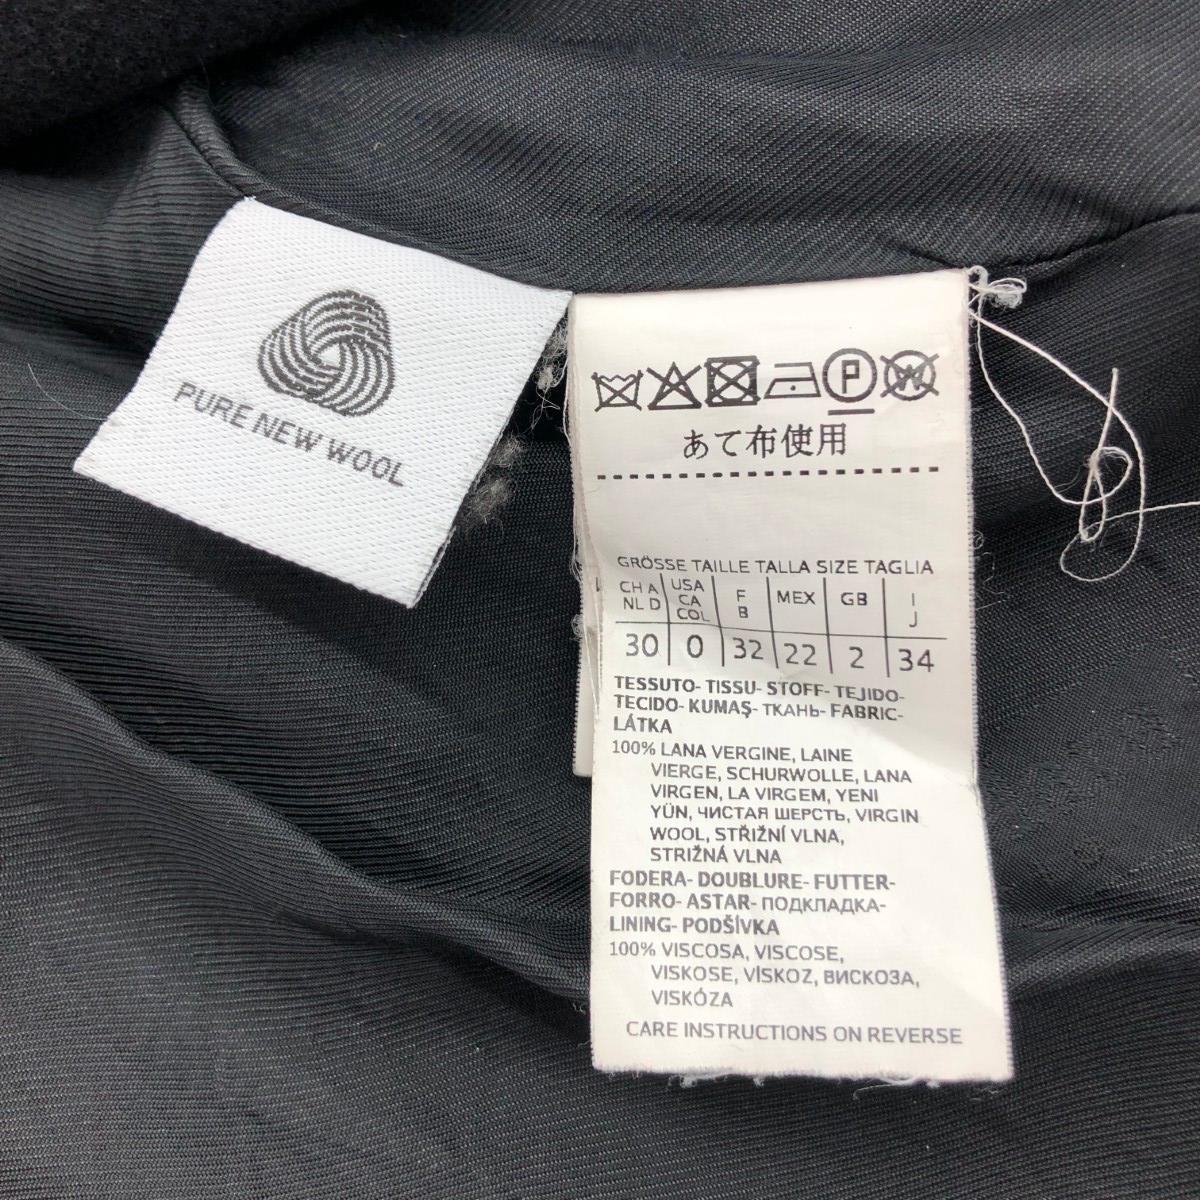 PURE NEW WOOL
P W
あて布使用
GRÖSSE TAILLE TALLA SIZE TAGLIA
CH A NL D USA CA COL F B MEX GB I J
30 0 32 22 2 34
TESSUTO- TISSU- STOFF- TEJIDO-
TECIDO- KUMAŞ- ТКАНЬ- FABRIC-
LÁTKA
100% LANA VERGINE, LAINE
VIERGE, SCHURWOLLE, LANA
VIRGEN, LA VIRGEM, YENI
YÜN, ЧИСТАЯ ШЕРСТЬ, VIRGIN
WOOL, STŘIŽNÍ VLNA,
STRIŽNÁ VLNA
FODERA- DOUBLURE- FUTTER-
FORRO- ASTAR- ПОДКЛАДКА-
LINING- PODŠÍVKA
100% VISCOSA, VISCOSE,
VISKOSE, VİSKOZ, ВИСКОЗА,
VISKÓZA
CARE INSTRUCTIONS ON REVERSE